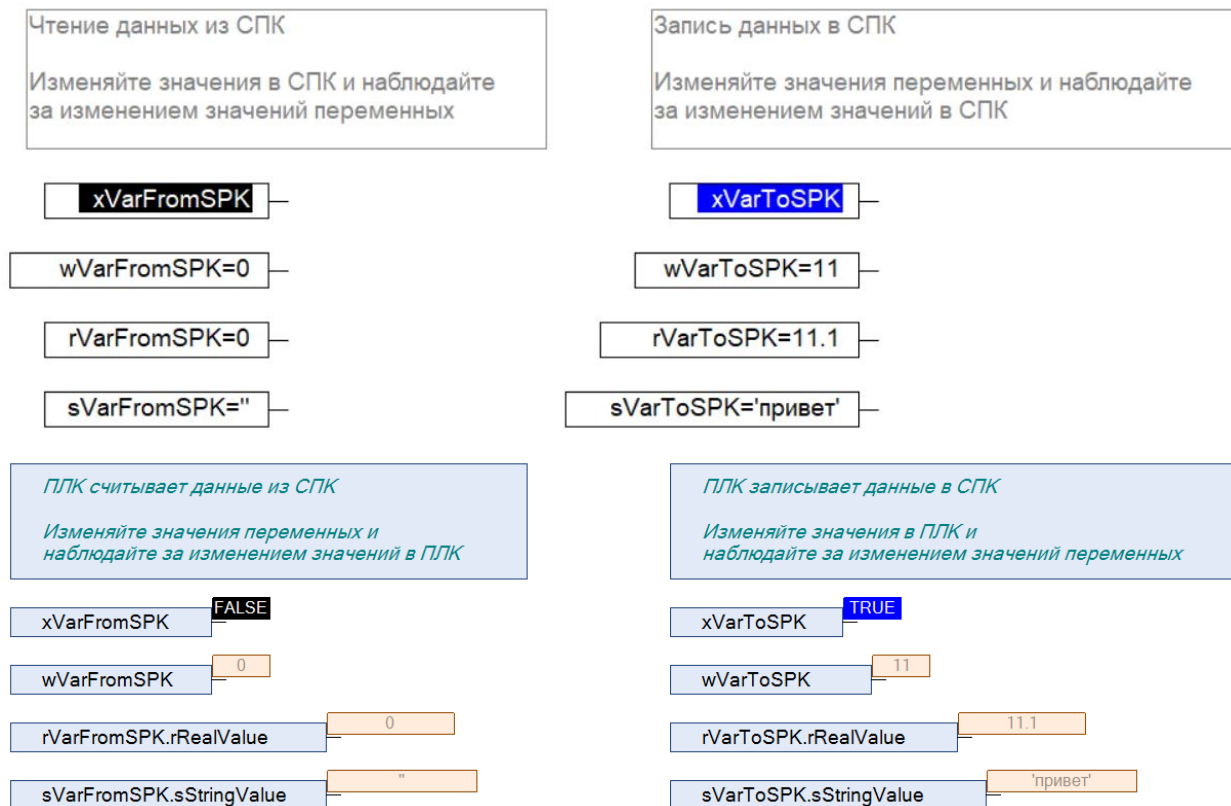 Чтение данных из СПК
Изменяйте значения в СПК и наблюдайте
за изменением значений переменных
Запись данных в СПК
Изменяйте значения переменных и наблюдайте
за изменением значений в СПК
xVarFromSPK
xVarToSPK
wVarFromSPK=0
wVarToSPK=11
rVarFromSPK=0
rVarToSPK=11.1
sVarFromSPK=''
sVarToSPK='привет'
ПЛК считывает данные из СПК
Изменяйте значения переменных и
наблюдайте за изменением значений в ПЛК
ПЛК записывает данные в СПК
Изменяйте значения в ПЛК и
наблюдайте за изменением значений переменных
xVarFromSPK FALSE
xVarToSPK TRUE
wVarFromSPK 0
wVarToSPK 11
rVarFromSPK.rRealValue 0
rVarToSPK.rRealValue 11.1
sVarFromSPK.sStringValue ''
sVarToSPK.sStringValue 'привет'